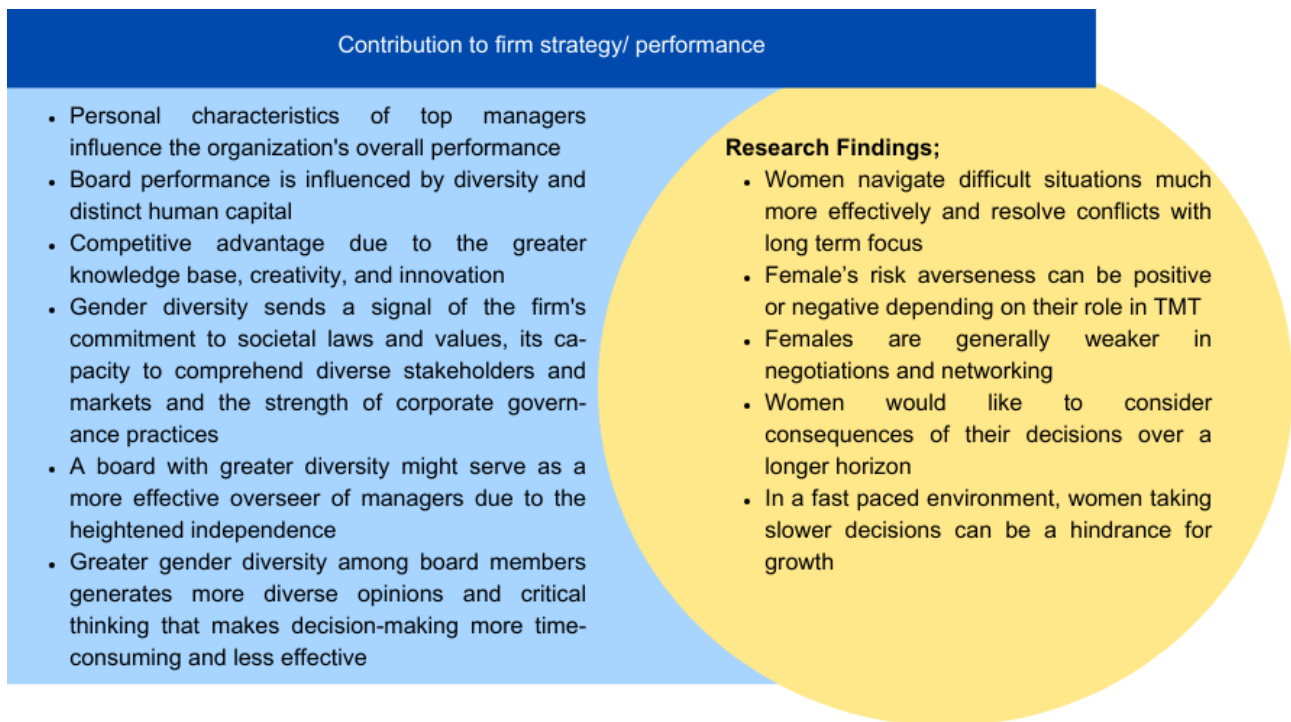 Contribution to firm strategy/ performance
• Personal characteristics of top managers
influence the organization's overall performance
• Board performance is influenced by diversity and
distinct human capital
• Competitive advantage due to the greater
knowledge base, creativity, and innovation
• Gender diversity sends a signal of the firm's
commitment to societal laws and values, its ca-
pacity to comprehend diverse stakeholders and
markets and the strength of corporate govern-
ance practices
• A board with greater diversity might serve as a
more effective overseer of managers due to the
heightened independence
• Greater gender diversity among board members
generates more diverse opinions and critical
thinking that makes decision-making more time-
consuming and less effective
Research Findings;
• Women navigate difficult situations much
more effectively and resolve conflicts with
long term focus
• Female’s risk averseness can be positive
or negative depending on their role in TMT
• Females are generally weaker in
negotiations and networking
• Women would like to consider
consequences of their decisions over a
longer horizon
• In a fast paced environment, women taking
slower decisions can be a hindrance for
growth